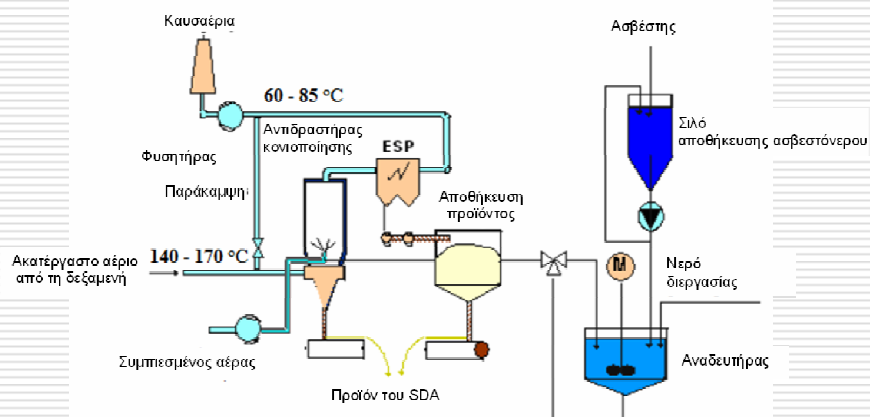 Καυσαέρια
Ασβέστης
60 - 85 °C
Αντιδραστήρας
κονιοποίησης
ESP
Σιλό
αποθήκευσης ασβεστόνερου
Φυσητήρας
Παράκαμψη
Αποθήκευση
προϊόντος
Ακατέργαστο αέριο
από τη δεξαμενή
140 - 170 °C
M
Νερό
διεργασίας
Συμπιεσμένος αέρας
Αναδευτήρας
Προϊόν του SDA